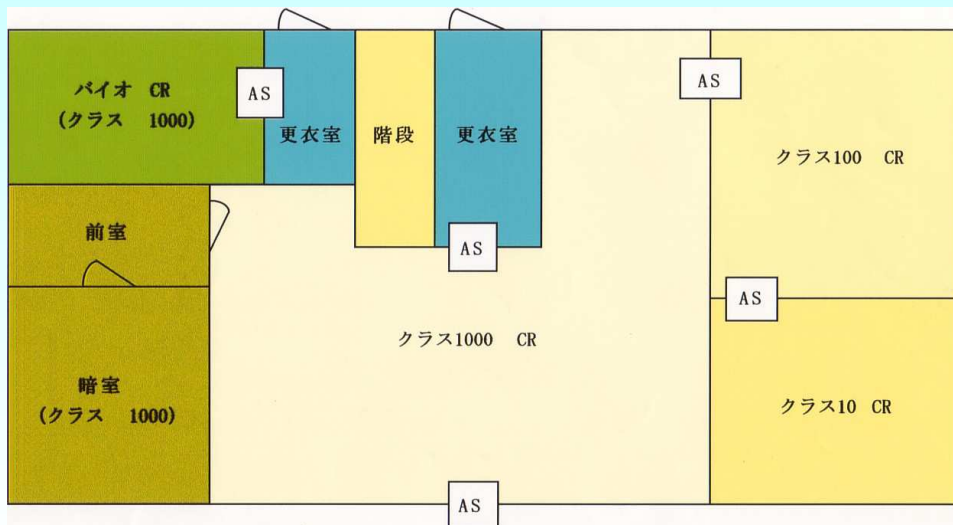 バイオ CR
(クラス 1000)
AS
更衣室
階段
更衣室
AS
クラス100 CR
前室
AS
AS
クラス1000 CR
暗室
(クラス 1000)
クラス10 CR
AS